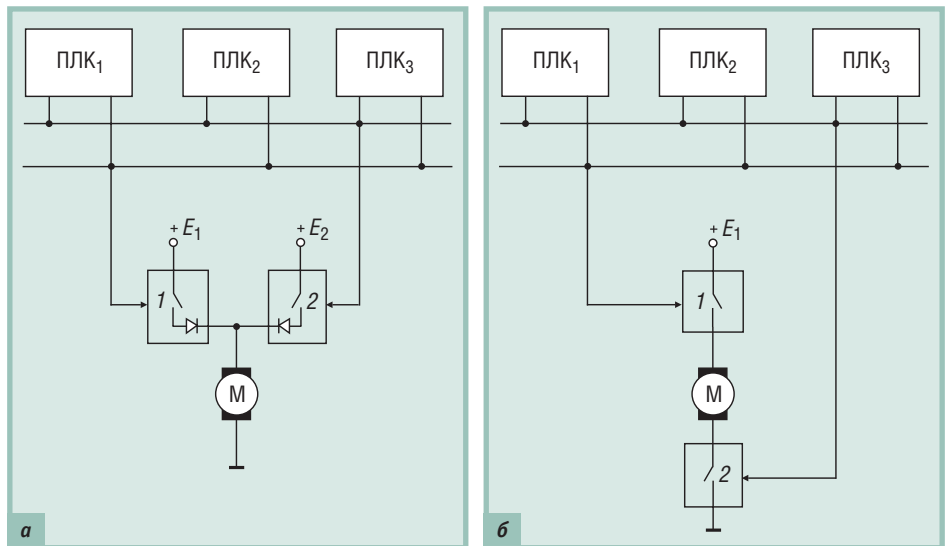 ПЛК₁ ПЛК₂ ПЛК₃
+ E₁ + E₂
1 2
М
а
ПЛК₁ ПЛК₂ ПЛК₃
+ E₁
1
М
2
б